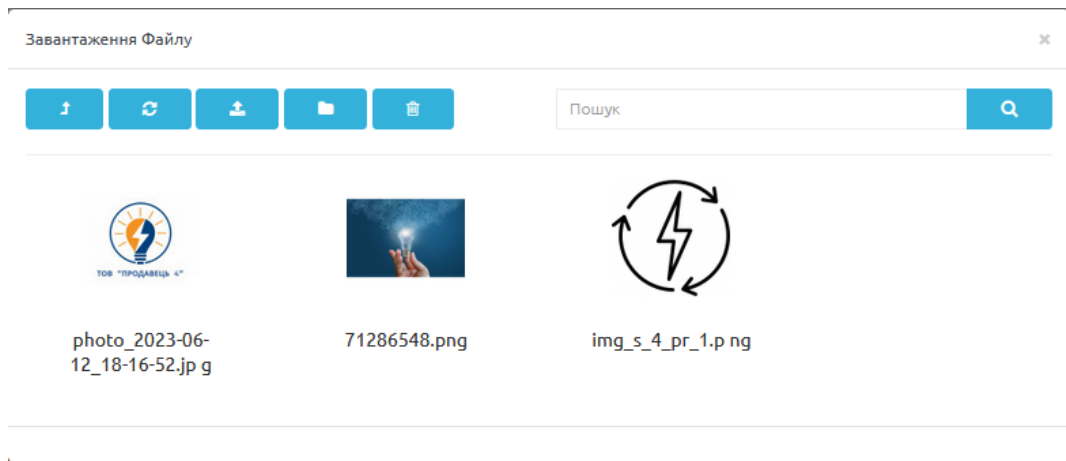 Завантаження Файлу
×
Пошук
ТОВ "ПРОДАВЕЦЬ 4"
photo_2023-06-
12_18-16-52.jp g
71286548.png
img_s_4_pr_1.p ng